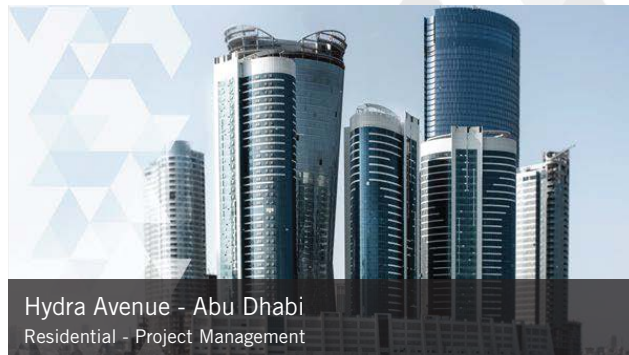 Hydra Avenue - Abu Dhabi
Residential - Project Management